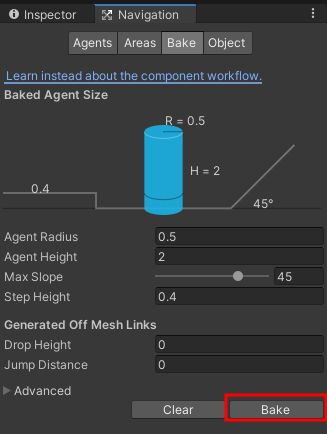 Inspector Navigation
Agents Areas Bake Object
Learn instead about the component workflow.
Baked Agent Size
R = 0.5
H = 2
0.4
45°
Agent Radius 0.5
Agent Height 2
Max Slope 45
Step Height 0.4
Generated Off Mesh Links
Drop Height 0
Jump Distance 0
Advanced
Clear Bake